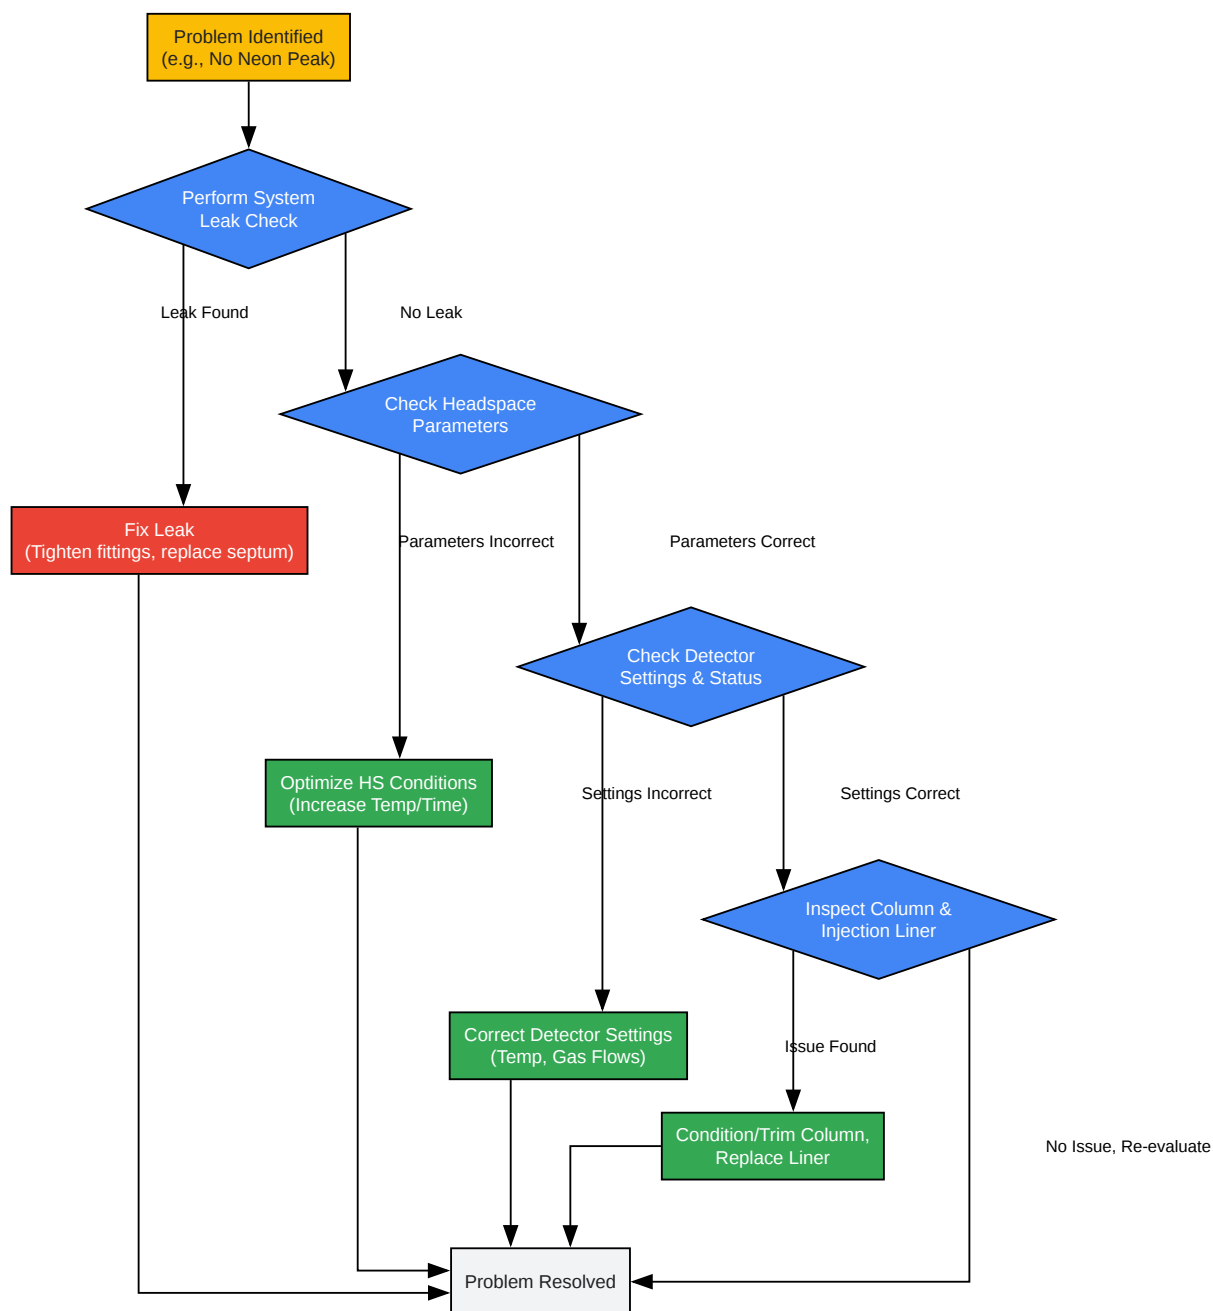 Problem Identified
(e.g., No Neon Peak)
Perform System
Leak Check
Leak Found
No Leak
Check Headspace
Parameters
Fix Leak
(Tighten fittings, replace septum)
Parameters Incorrect
Parameters Correct
Check Detector
Settings & Status
Optimize HS Conditions
(Increase Temp/Time)
Settings Incorrect
Settings Correct
Inspect Column &
Injection Liner
Correct Detector Settings
(Temp, Gas Flows)
Issue Found
Condition/Trim Column,
Replace Liner
No Issue, Re-evaluate
Problem Resolved